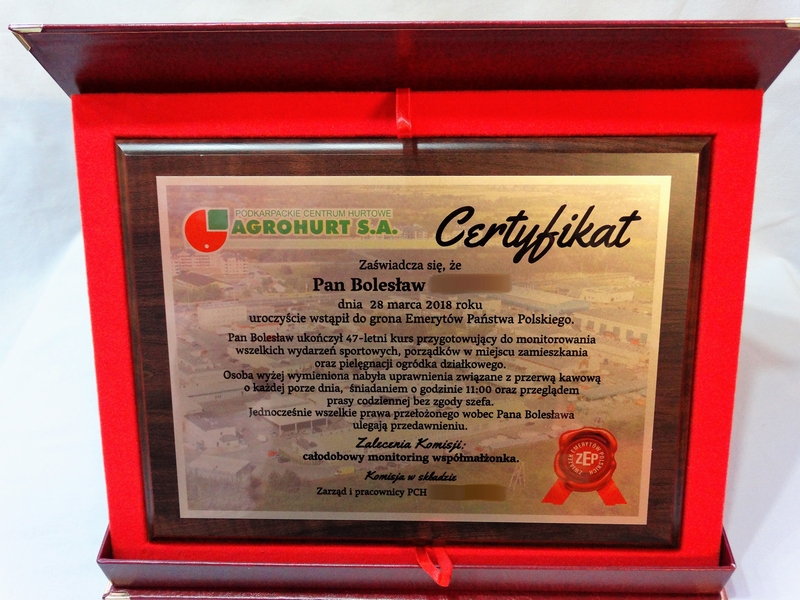 PODKARPACKIE CENTRUM HURTOWE
AGROHURT S.A.
Certyfikat
Zaświadcza się, że
Pan Bolesław
dnia 28 marca 2018 roku
uroczyście wstąpił do grona Emerytów Państwa Polskiego.
Pan Bolesław ukończył 47-letni kurs przygotowujący do monitorowania
wszelkich wydarzeń sportowych, porządków w miejscu zamieszkania
oraz pielęgnacji ogródka działkowego.
Osoba wyżej wymieniona nabyła uprawnienia związane z przerwą kawową
o każdej porze dnia, śniadaniem o godzinie 11:00 oraz przeglądem
prasy codziennej bez zgody szefa.
Jednocześnie wszelkie prawa przełożonego wobec Pana Bolesława
ulegają przedawnieniu.
Zalecenia Komisji:
całodobowy monitoring współmałżonka.
Komisja w składzie
Zarząd i pracownicy PCH
ZWIĄZEK EMERYTÓW POLSKICH
ZEP